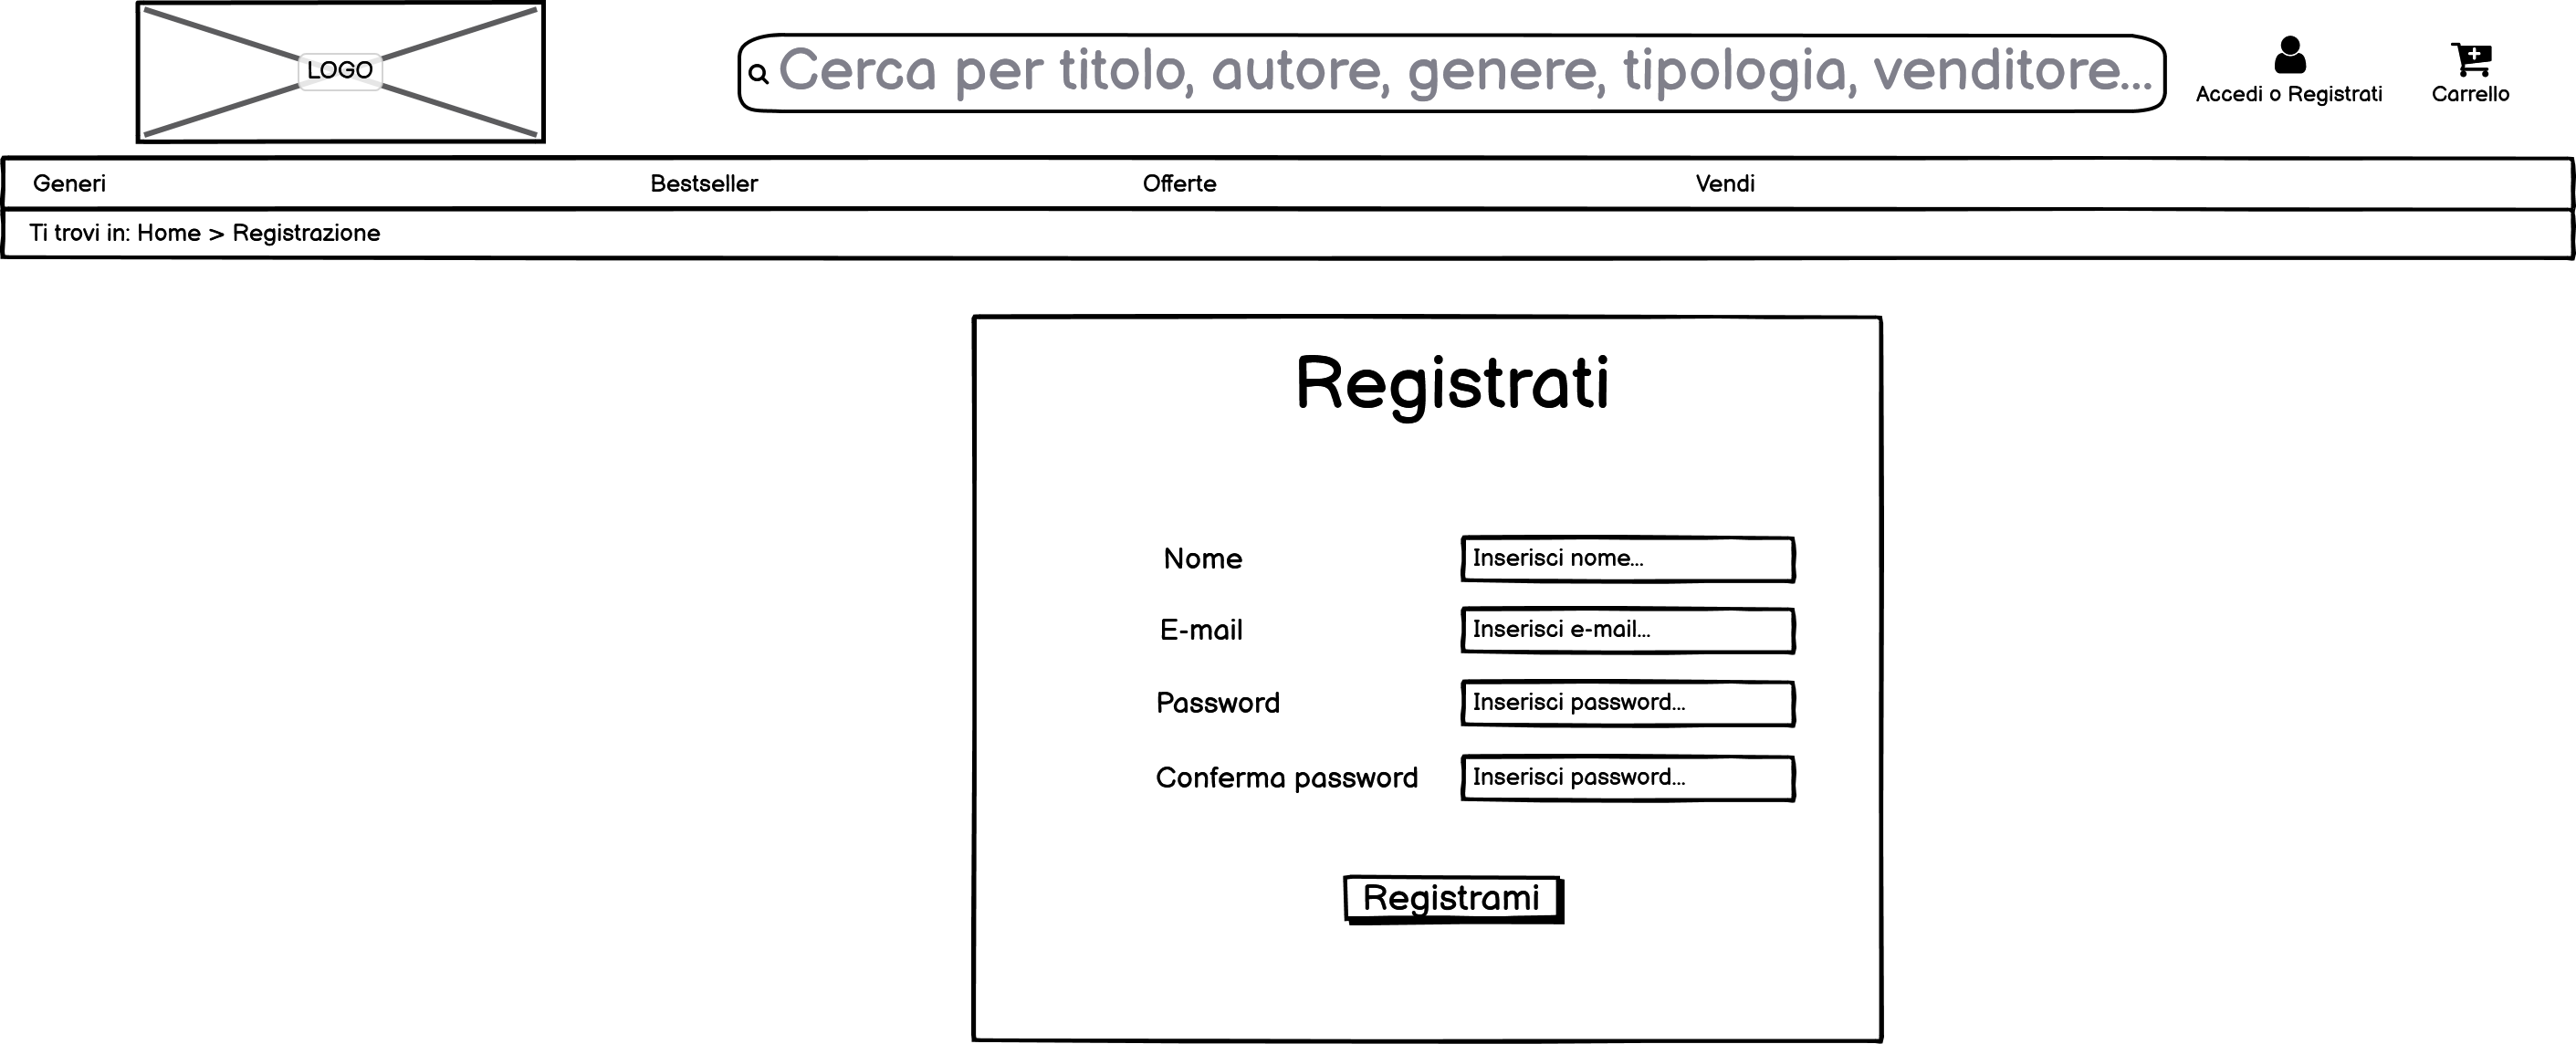 LOGO
Cerca per titolo, autore, genere, tipologia, venditore...
Accedi o Registrati
Carrello
Generi
Bestseller
Offerte
Vendi
Ti trovi in: Home > Registrazione
Registrati
Nome
Inserisci nome...
E-mail
Inserisci e-mail...
Password
Inserisci password...
Conferma password
Inserisci password...
Registrami